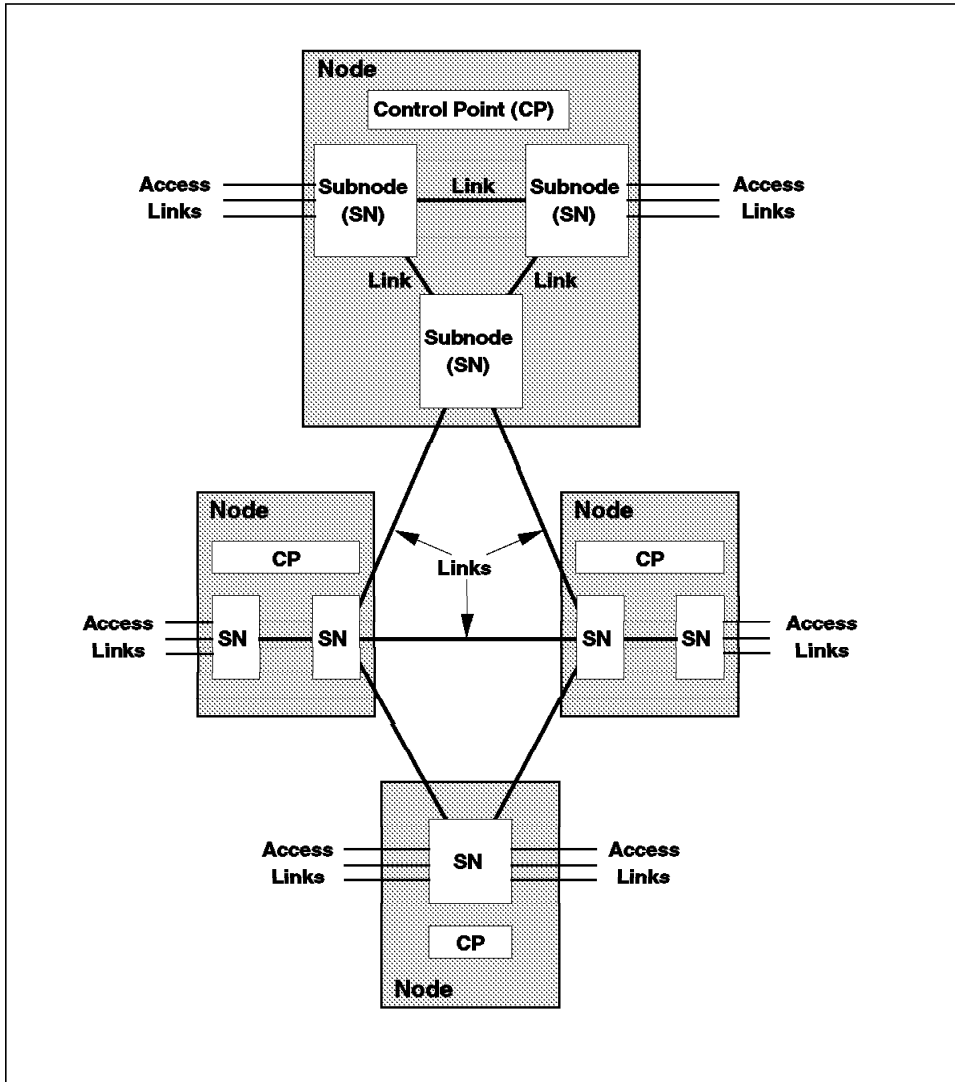 Node
Control Point (CP)
Access
Links
Subnode
(SN)
Link
Subnode
(SN)
Access
Links
Link
Link
Subnode
(SN)
Node
CP
Access
Links
SN
SN
Links
Node
CP
SN
SN
Access
Links
Access
Links
SN
Access
Links
CP
Node